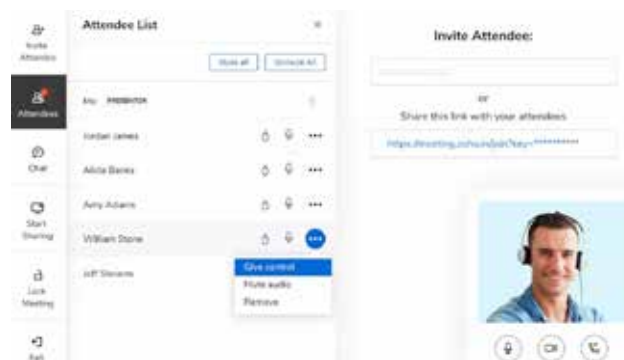 Invite
Attendee
Attendees
Chat
Start
Sharing
Lock
Meeting
Exit
Attendee List
Mute all
Unmute All
PRESENTER
Jordan James
Alicia Banks
Amy Adams
William Stone
Jeff Stevens
Give control
Mute audio
Remove
Invite Attendee:
or
Share this link with your attendees